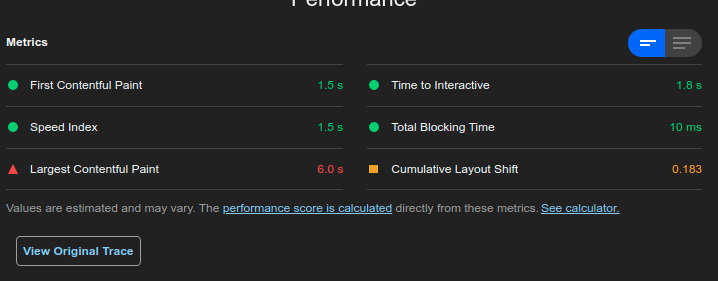 Performance
Metrics
First Contentful Paint 1.5 s
Time to Interactive 1.8 s
Speed Index 1.5 s
Total Blocking Time 10 ms
Largest Contentful Paint 6.0 s
Cumulative Layout Shift 0.183
Values are estimated and may vary. The performance score is calculated directly from these metrics. See calculator.
View Original Trace